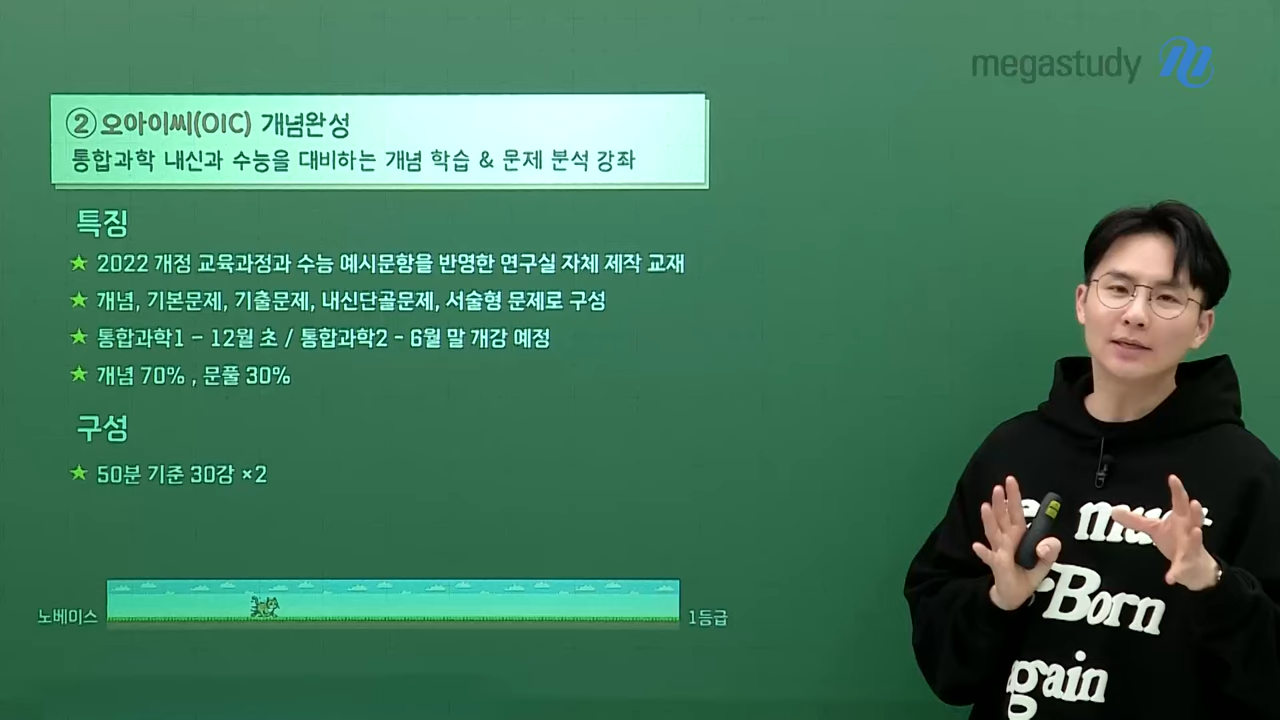 megastudy
② 오아이씨(OIC) 개념완성
통합과학 내신과 수능을 대비하는 개념 학습 & 문제 분석 강좌
특징
★ 2022 개정 교육과정과 수능 예시문항을 반영한 연구실 자체 제작 교재
★ 개념, 기본문제, 기출문제, 내신단골문제, 서술형 문제로 구성
★ 통합과학1 – 12월 초 / 통합과학2 - 6월 말 개강 예정
★ 개념 70% , 문풀 30%
구성
★ 50분 기준 30강 ×2
노베이스
1등급
Born
gain